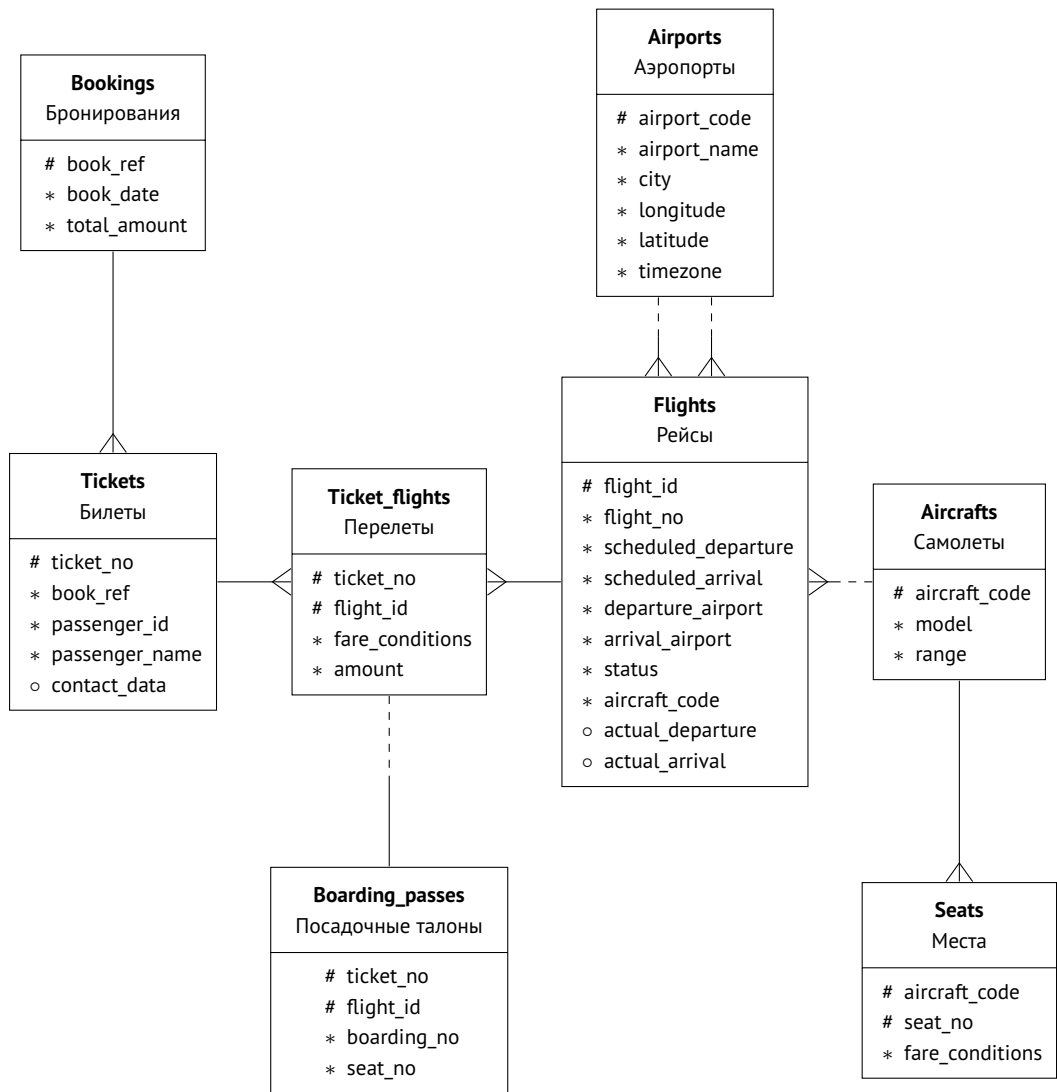 Bookings
Бронирования
# book_ref
* book_date
* total_amount
Airports
Аэропорты
# airport_code
* airport_name
* city
* longitude
* latitude
* timezone
Tickets
Билеты
# ticket_no
* book_ref
* passenger_id
* passenger_name
○ contact_data
Ticket_flights
Перелеты
# ticket_no
# flight_id
* fare_conditions
* amount
Flights
Рейсы
# flight_id
* flight_no
* scheduled_departure
* scheduled_arrival
* departure_airport
* arrival_airport
* status
* aircraft_code
○ actual_departure
○ actual_arrival
Aircrafts
Самолеты
# aircraft_code
* model
* range
Boarding_passes
Посадочные талоны
# ticket_no
# flight_id
* boarding_no
* seat_no
Seats
Места
# aircraft_code
# seat_no
* fare_conditions